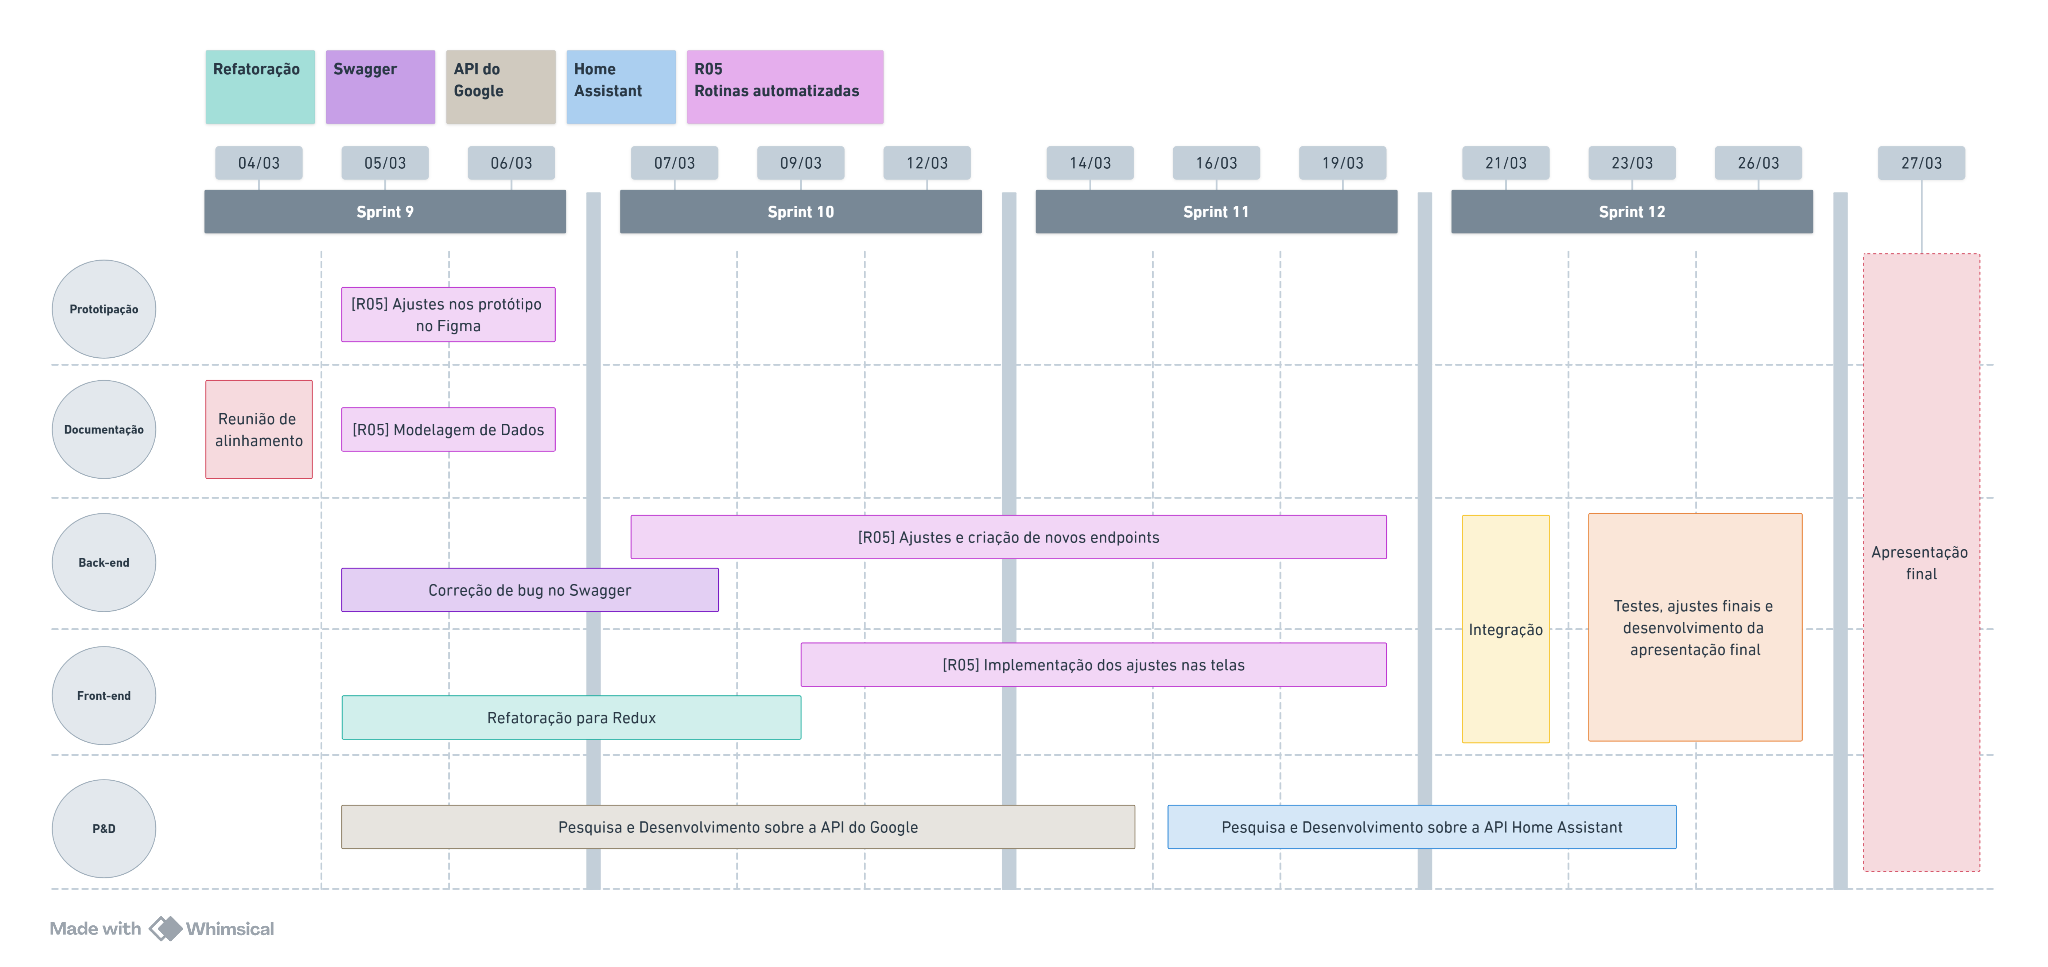 Refatoração
Swagger
API do
Google
Home
Assistant
R05
Rotinas automatizadas
04/03
05/03
06/03
07/03
09/03
12/03
14/03
16/03
19/03
21/03
23/03
26/03
27/03
Sprint 9
Sprint 10
Sprint 11
Sprint 12
Prototipação
[R05] Ajustes nos protótipo
no Figma
Documentação
Reunião de
alinhamento
[R05] Modelagem de Dados
Back-end
[R05] Ajustes e criação de novos endpoints
Correção de bug no Swagger
Integração
Testes, ajustes finais e
desenvolvimento da
apresentação final
Apresentação
final
Front-end
[R05] Implementação dos ajustes nas telas
Refatoração para Redux
P&D
Pesquisa e Desenvolvimento sobre a API do Google
Pesquisa e Desenvolvimento sobre a API Home Assistant
Made with Whimsical